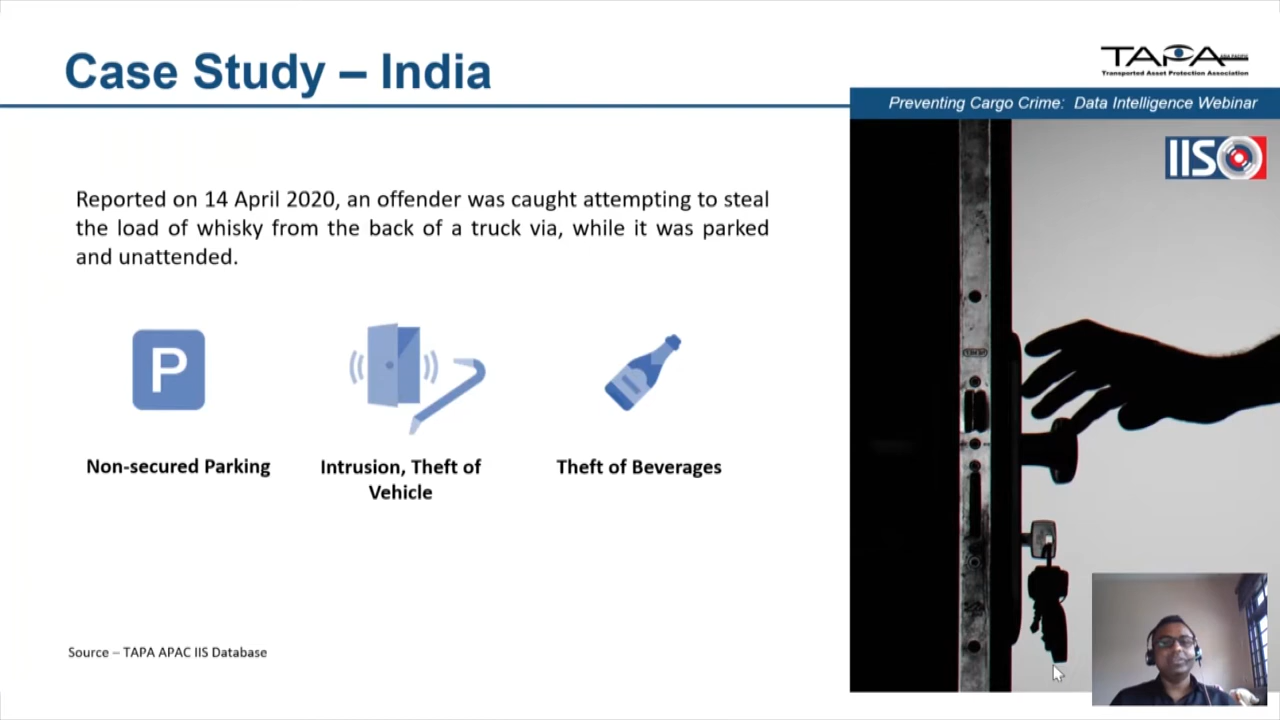 Case Study – India
TAPA
ASIA PACIFIC
Transported Asset Protection Association
Preventing Cargo Crime: Data Intelligence Webinar
IIS
Reported on 14 April 2020, an offender was caught attempting to steal
the load of whisky from the back of a truck via, while it was parked
and unattended.
P
Non-secured Parking
Intrusion, Theft of
Vehicle
Theft of Beverages
Source – TAPA APAC IIS Database